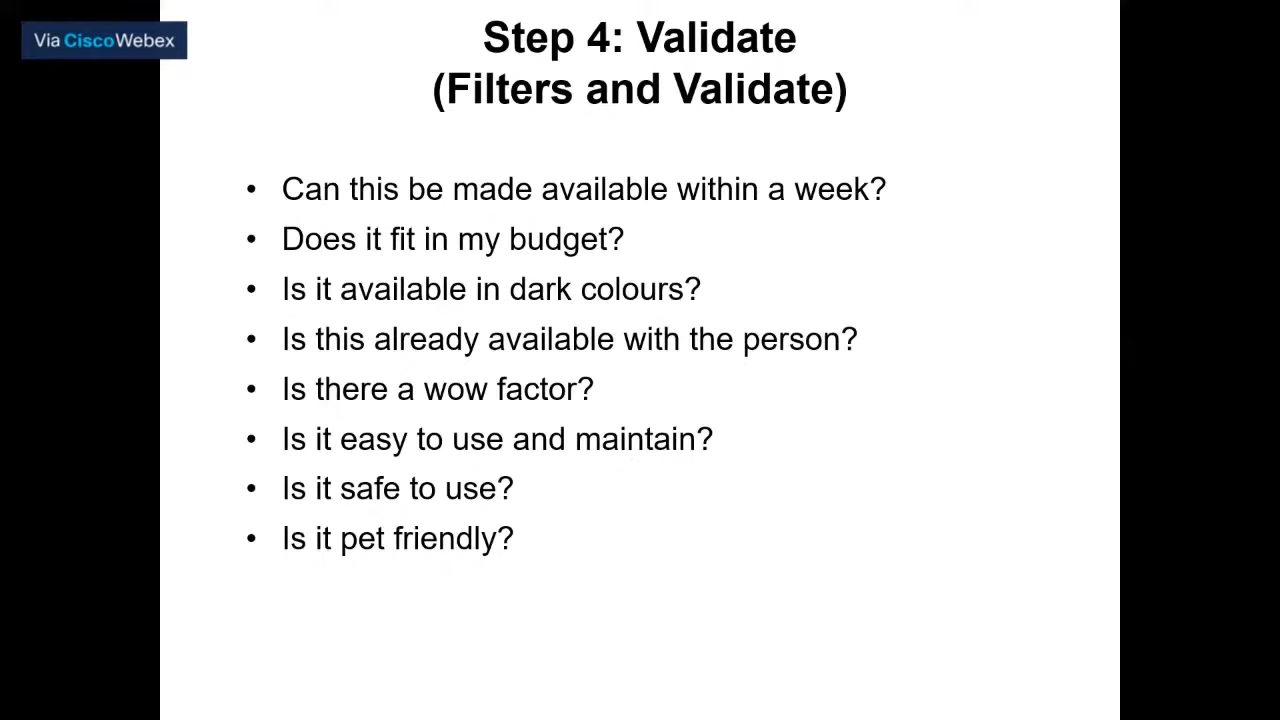 Via CiscoWebex
Step 4: Validate
(Filters and Validate)
• Can this be made available within a week?
• Does it fit in my budget?
• Is it available in dark colours?
• Is this already available with the person?
• Is there a wow factor?
• Is it easy to use and maintain?
• Is it safe to use?
• Is it pet friendly?